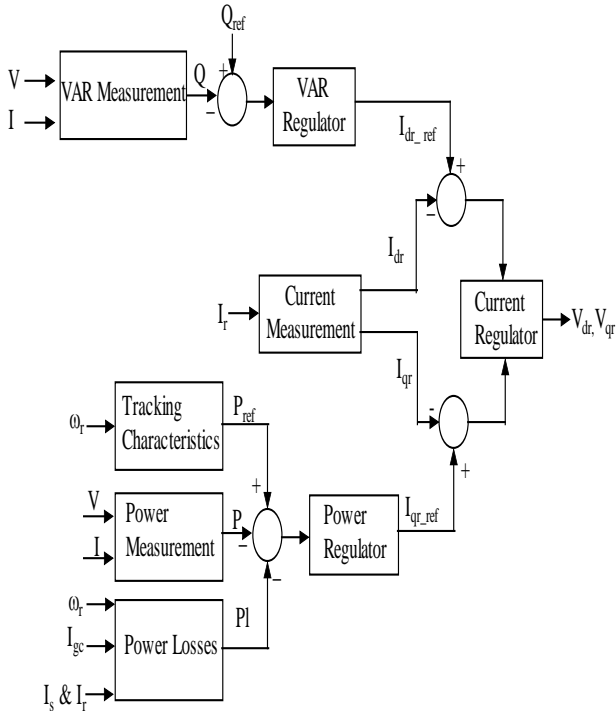 Q_ref
V
VAR Measurement
Q
+
−
VAR
Regulator
I
I_dr_ref
+
−
I_dr
I_r
Current
Measurement
Current
Regulator
V_dr, V_qr
I_qr
-
+
ω_r
Tracking
Characteristics
P_ref
+
V
I
Power
Measurement
P
−
−
Power
Regulator
I_qr_ref
ω_r
I_gc
I_s & I_r
Power Losses
Pl